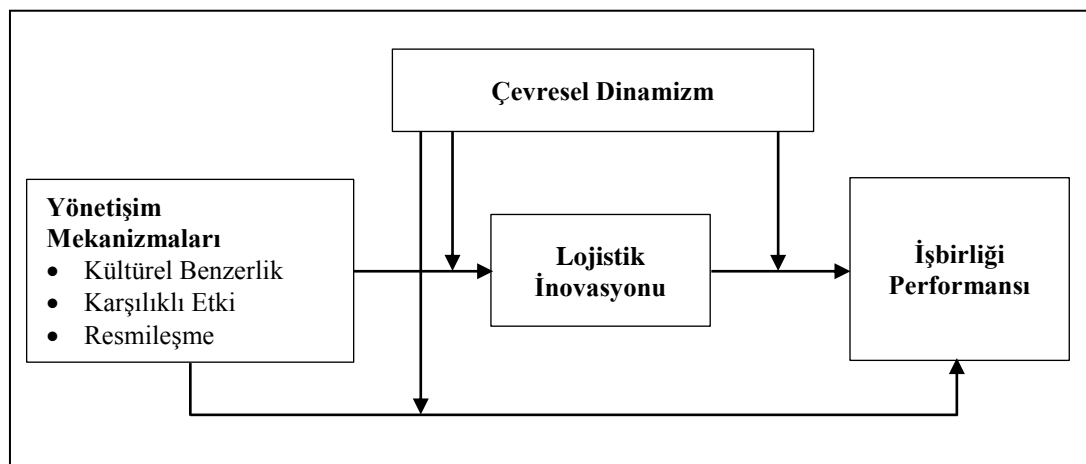 Çevresel Dinamizm
Yönetişim
Mekanizmaları
• Kültürel Benzerlik
• Karşılıklı Etki
• Resmileşme
Lojistik
İnovasyonu
İşbirliği
Performansı